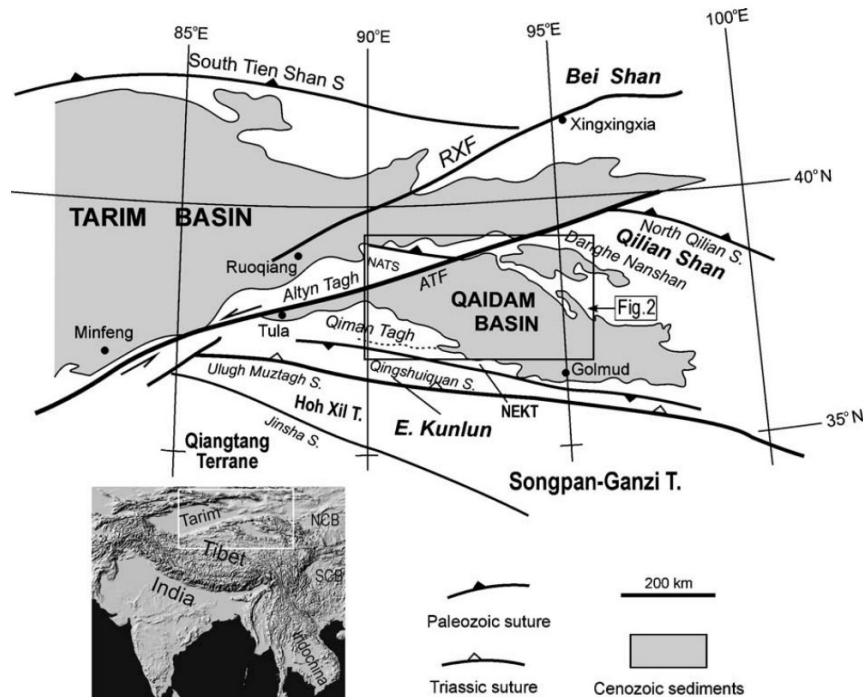 85°E
90°E
95°E
100°E
South Tien Shan S
Bei Shan
Xingxingxia
RXF
40°N
TARIM BASIN
North Qilian S.
Qilian Shan
Danghe Nanshan
Ruoqiang
NATS
ATF
Altyn Tagh
QAIDAM
BASIN
Fig.2
Minfeng
Tula
Qiman Tagh
Golmud
Ulugh Muztagh S.
Qingshuiquan S.
NEKT
Hoh Xil T.
E. Kunlun
35°N
Jinsha S.
Qiangtang
Terrane
Songpan-Ganzi T.
Tarim
NCB
Tibet
SCB
India
Indochina
200 km
Paleozoic suture
Triassic suture
Cenozoic sediments